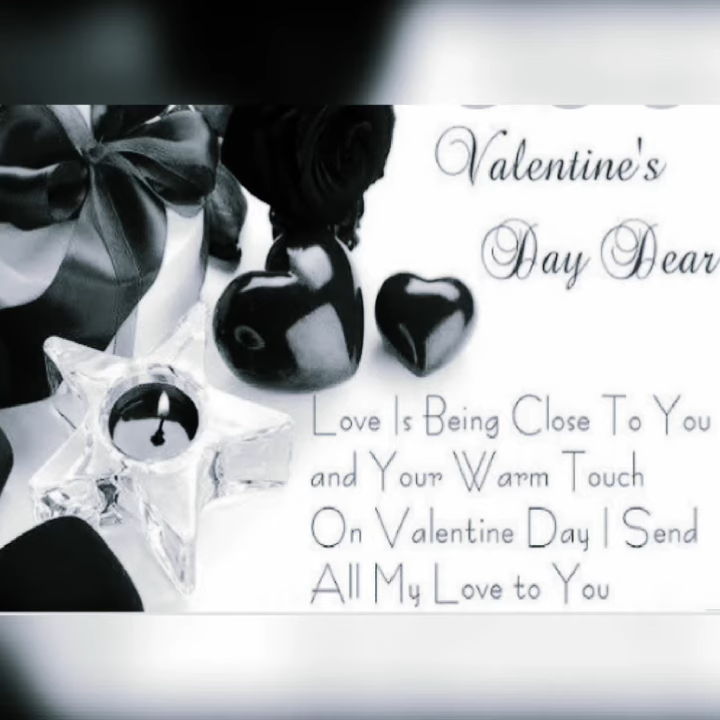 Valentine's
Day Dear
Love Is Being Close To You
and Your Warm Touch
On Valentine Day I Send
All My Love to You